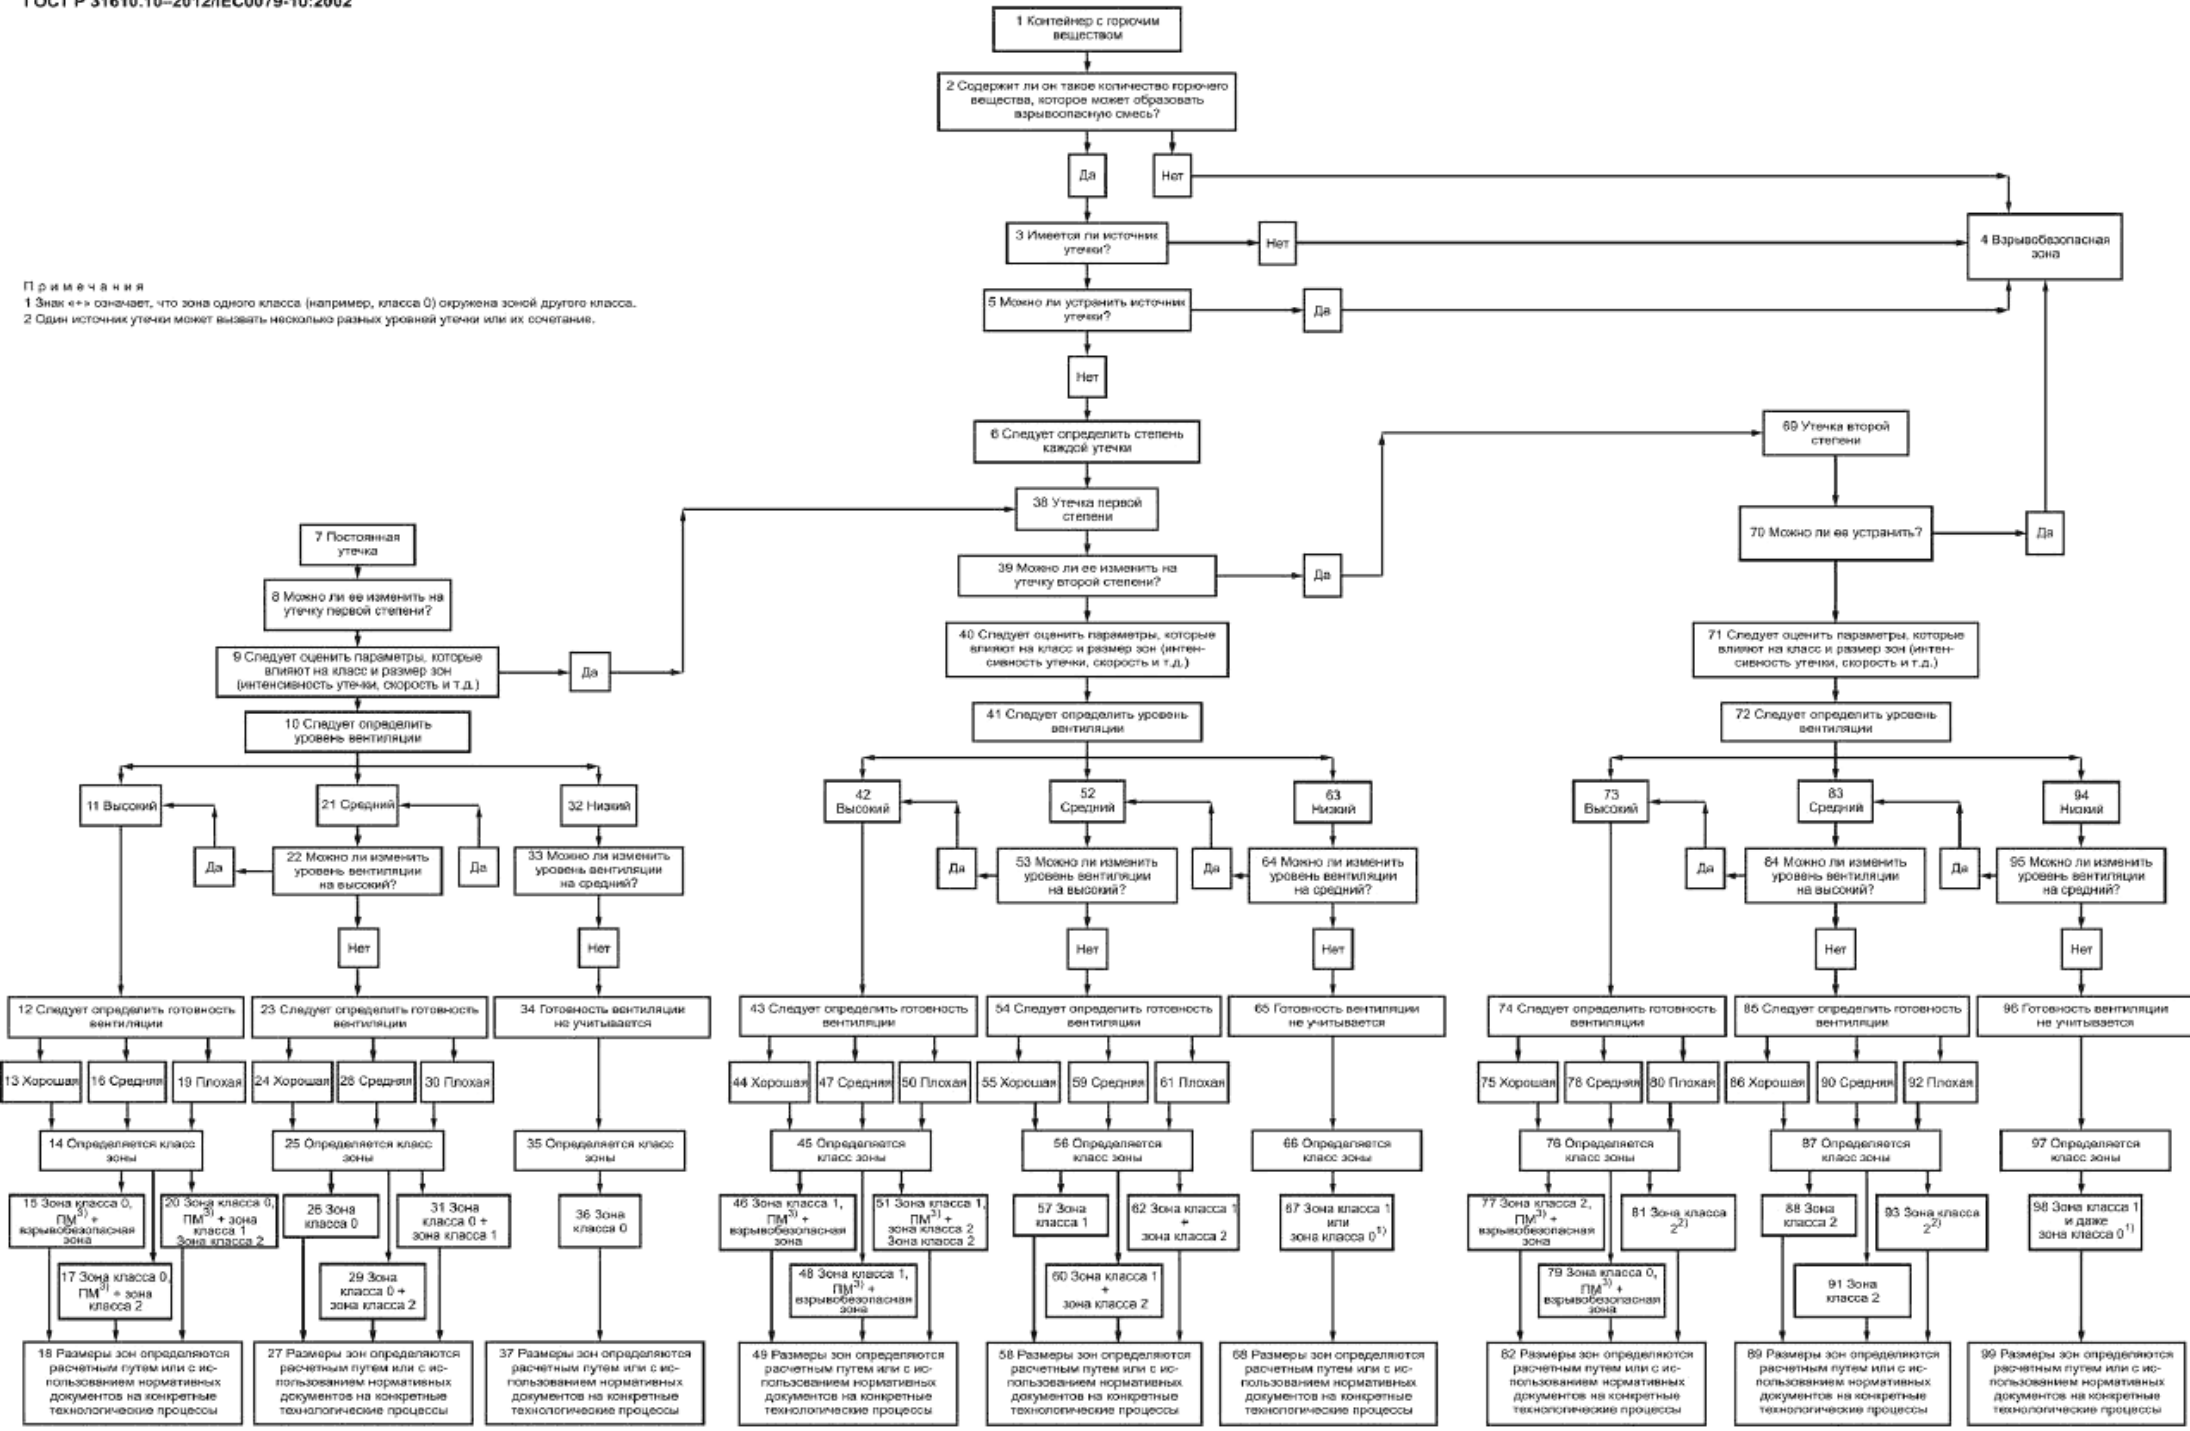 ГОСТ Р 31610.10–2012/IEC0079-10:2002
1 Контейнер с горючим
веществом
2 Содержит ли он такое количество горючего
вещества, которое может образовать
взрывоопасную смесь?
Да
Нет
3 Имеется ли источник
утечки?
Нет
4 Взрывобезопасная
зона
Примечания
1 Знак «+» означает, что зона одного класса (например, класса 0) окружена зоной другого класса.
2 Один источник утечки может вызвать несколько разных уровней утечки или их сочетание.
5 Можно ли устранить источник
утечки?
Да
Нет
6 Следует определить степень
каждой утечки
69 Утечка второй
степени
38 Утечка первой
степени
70 Можно ли ее устранить?
Да
7 Постоянная
утечка
39 Можно ли ее изменить на
утечку второй степени?
Да
8 Можно ли ее изменить на
утечку первой степени?
9 Следует оценить параметры, которые
влияют на класс и размер зон
(интенсивность утечки, скорость и т.д.)
Да
40 Следует оценить параметры, которые
влияют на класс и размер зон (интен-
сивность утечки, скорость и т.д.)
71 Следует оценить параметры, которые
влияют на класс и размер зон (интен-
сивность утечки, скорость и т.д.)
10 Следует определить
уровень вентиляции
41 Следует определить уровень
вентиляции
72 Следует определить уровень
вентиляции
11 Высокий
21 Средний
32 Низкий
42
Высокий
52
Средний
63
Низкий
73
Высокий
83
Средний
94
Низкий
Да
22 Можно ли изменить
уровень вентиляции
на высокий?
Да
33 Можно ли изменить
уровень вентиляции
на средний?
Да
53 Можно ли изменить
уровень вентиляции
на высокий?
Да
64 Можно ли изменить
уровень вентиляции
на средний?
Да
84 Можно ли изменить
уровень вентиляции
на высокий?
Да
95 Можно ли изменить
уровень вентиляции
на средний?
Нет
Нет
Нет
Нет
Нет
Нет
12 Следует определить готовность
вентиляции
23 Следует определить готовность
вентиляции
34 Готовность вентиляции
не учитывается
43 Следует определить готовность
вентиляции
54 Следует определить готовность
вентиляции
65 Готовность вентиляции
не учитывается
74 Следует определить готовность
вентиляции
85 Следует определить готовность
вентиляции
96 Готовность вентиляции
не учитывается
13 Хорошая
16 Средняя
19 Плохая
24 Хорошая
28 Средняя
30 Плохая
44 Хорошая
47 Средняя
50 Плохая
55 Хорошая
59 Средняя
61 Плохая
75 Хорошая
78 Средняя
80 Плохая
86 Хорошая
90 Средняя
92 Плохая
14 Определяется класс
зоны
25 Определяется класс
зоны
35 Определяется класс
зоны
45 Определяется
класс зоны
56 Определяется
класс зоны
66 Определяется
класс зоны
76 Определяется
класс зоны
87 Определяется
класс зоны
97 Определяется
класс зоны
15 Зона класса 0,
ПМ3) +
взрывобезопасная
зона
20 Зона класса 0,
ПМ3) + зона
класса 1
Зона класса 2
26 Зона
класса 0
31 Зона
класса 0 +
зона класса 1
36 Зона
класса 0
46 Зона класса 1,
ПМ3) +
взрывобезопасная
зона
51 Зона класса 1,
ПМ3) +
зона класса 2
Зона класса 2
57 Зона
класса 1
62 Зона класса 1
+
зона класса 2
67 Зона класса 1
или
зона класса 01)
77 Зона класса 2,
ПМ3) +
взрывобезопасная
зона
81 Зона класса
22)
88 Зона
класса 2
93 Зона класса
22)
98 Зона класса 1
и даже
зона класса 01)
17 Зона класса 0,
ПМ3) + зона
класса 2
29 Зона
класса 0 +
зона класса 2
48 Зона класса 1,
ПМ3) +
взрывобезопасная
зона
60 Зона класса 1
+
зона класса 2
79 Зона класса 0,
ПМ3) +
взрывобезопасная
зона
91 Зона
класса 2
18 Размеры зон определяются
расчетным путем или с ис-
пользованием нормативных
документов на конкретные
технологические процессы
27 Размеры зон определяются
расчетным путем или с ис-
пользованием нормативных
документов на конкретные
технологические процессы
37 Размеры зон определяются
расчетным путем или с ис-
пользованием нормативных
документов на конкретные
технологические процессы
49 Размеры зон определяются
расчетным путем или с ис-
пользованием нормативных
документов на конкретные
технологические процессы
58 Размеры зон определяются
расчетным путем или с ис-
пользованием нормативных
документов на конкретные
технологические процессы
68 Размеры зон определяются
расчетным путем или с ис-
пользованием нормативных
документов на конкретные
технологические процессы
82 Размеры зон определяются
расчетным путем или с ис-
пользованием нормативных
документов на конкретные
технологические процессы
89 Размеры зон определяются
расчетным путем или с ис-
пользованием нормативных
документов на конкретные
технологические процессы
99 Размеры зон определяются
расчетным путем или с ис-
пользованием нормативных
документов на конкретные
технологические процессы